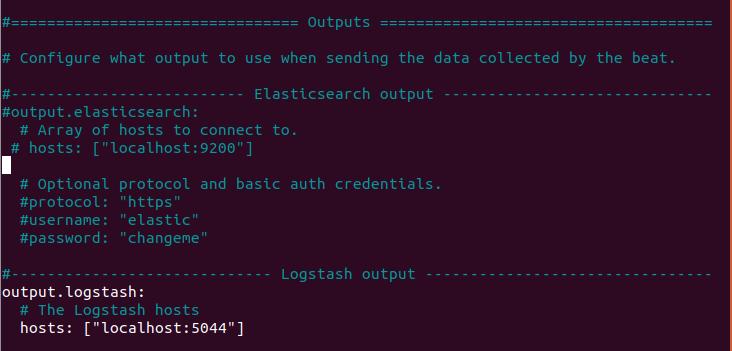 #================================ Outputs =====================================
# Configure what output to use when sending the data collected by the beat.
#-------------------------- Elasticsearch output ------------------------------
#output.elasticsearch:
# Array of hosts to connect to.
# hosts: ["localhost:9200"]
# Optional protocol and basic auth credentials.
#protocol: "https"
#username: "elastic"
#password: "changeme"
#----------------------------- Logstash output --------------------------------
output.logstash:
# The Logstash hosts
hosts: ["localhost:5044"]